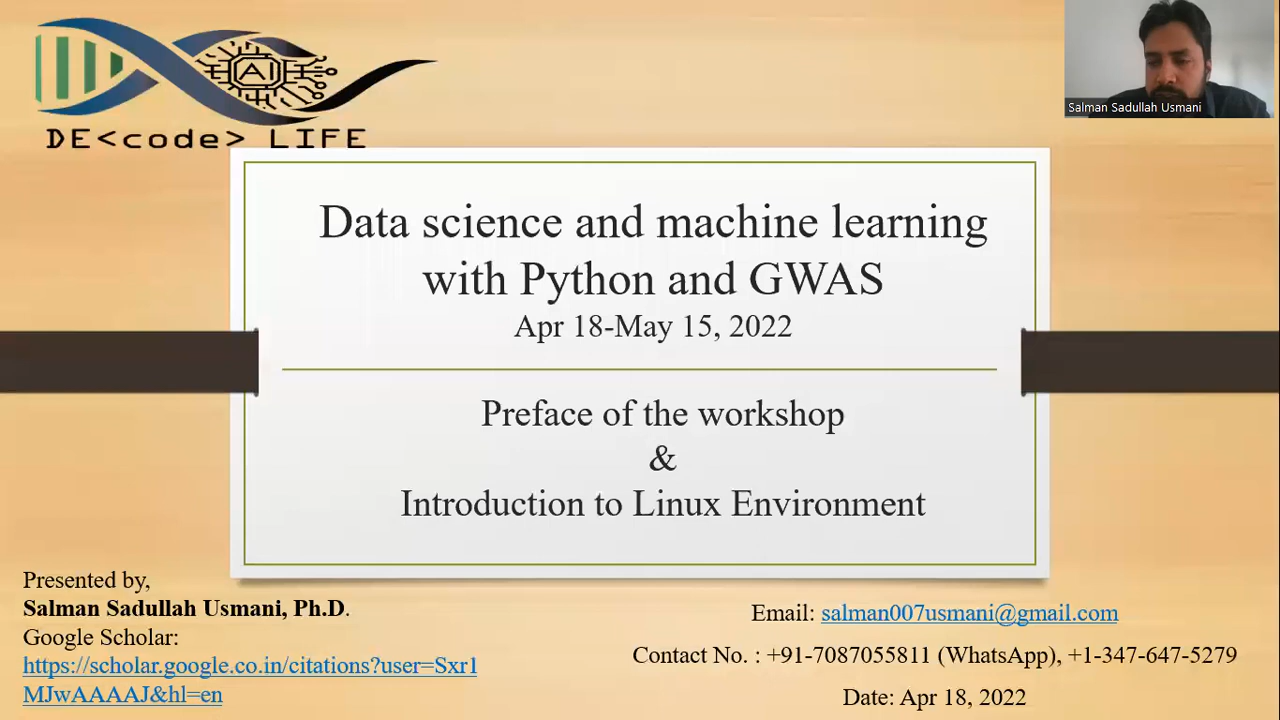 AI
DE<code> LIFE
Salman Sadullah Usmani
Data science and machine learning
with Python and GWAS
Apr 18-May 15, 2022
Preface of the workshop
&
Introduction to Linux Environment
Presented by,
Salman Sadullah Usmani, Ph.D.
Google Scholar:
https://scholar.google.co.in/citations?user=Sxr1
MJwAAAAJ&hl=en
Email: salman007usmani@gmail.com
Contact No. : +91-7087055811 (WhatsApp), +1-347-647-5279
Date: Apr 18, 2022